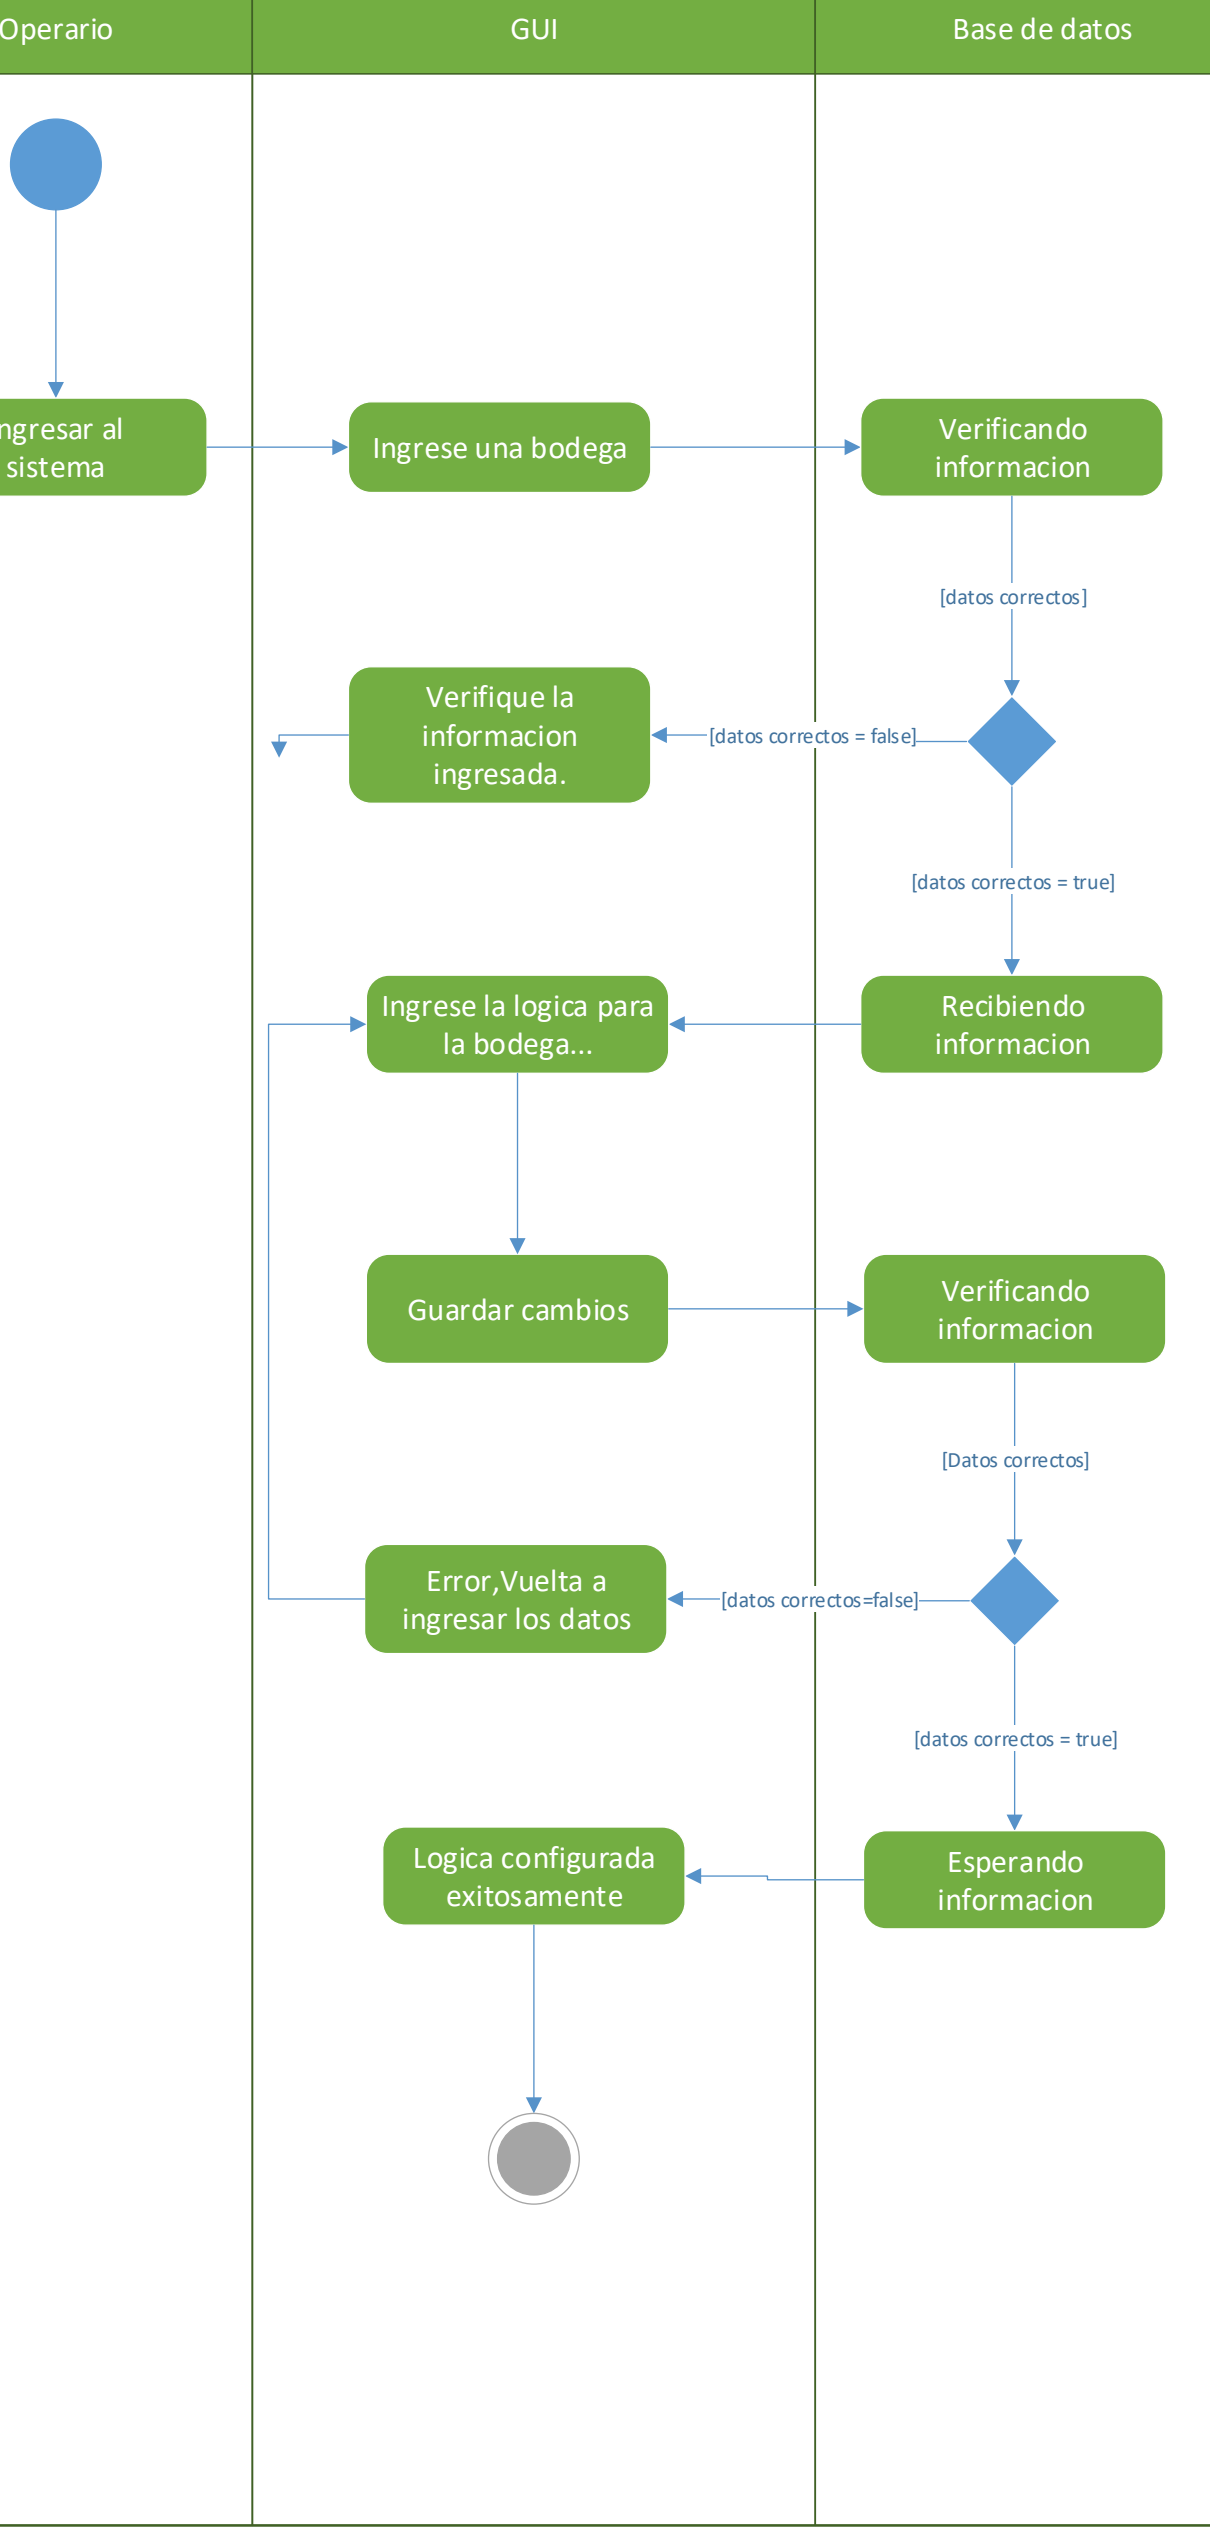 Operario
GUI
Base de datos
ngresar al
sistema
Ingrese una bodega
Verificando
informacion
[datos correctos]
Verifique la
informacion
ingresada.
[datos correctos = false]
[datos correctos = true]
Ingrese la logica para
la bodega...
Recibiendo
informacion
Guardar cambios
Verificando
informacion
[Datos correctos]
Error,Vuelta a
ingresar los datos
[datos correctos=false]
[datos correctos = true]
Logica configurada
exitosamente
Esperando
informacion